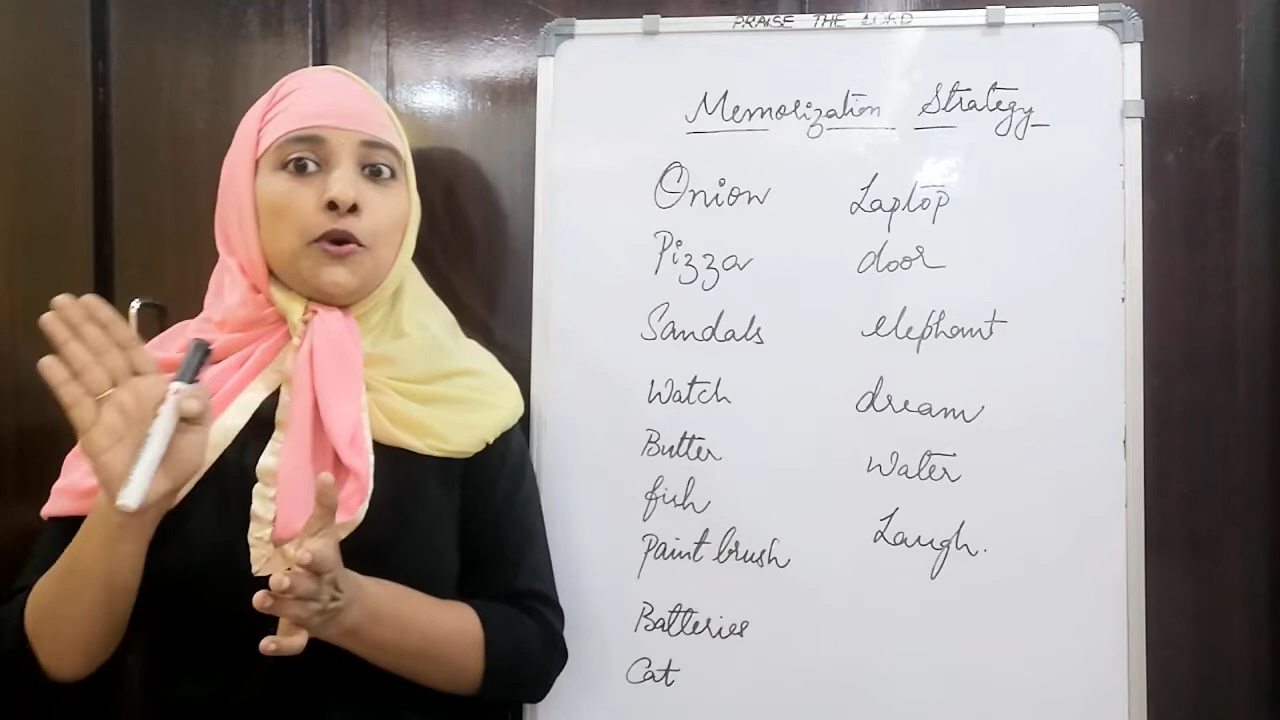 PRAISE THE LORD
Memorization Strategy
Onion
Pizza
Sandals
Watch
Butter
fish
Paint brush
Batteries
Cat
Laptop
door
elephant
dream
Water
Laugh.